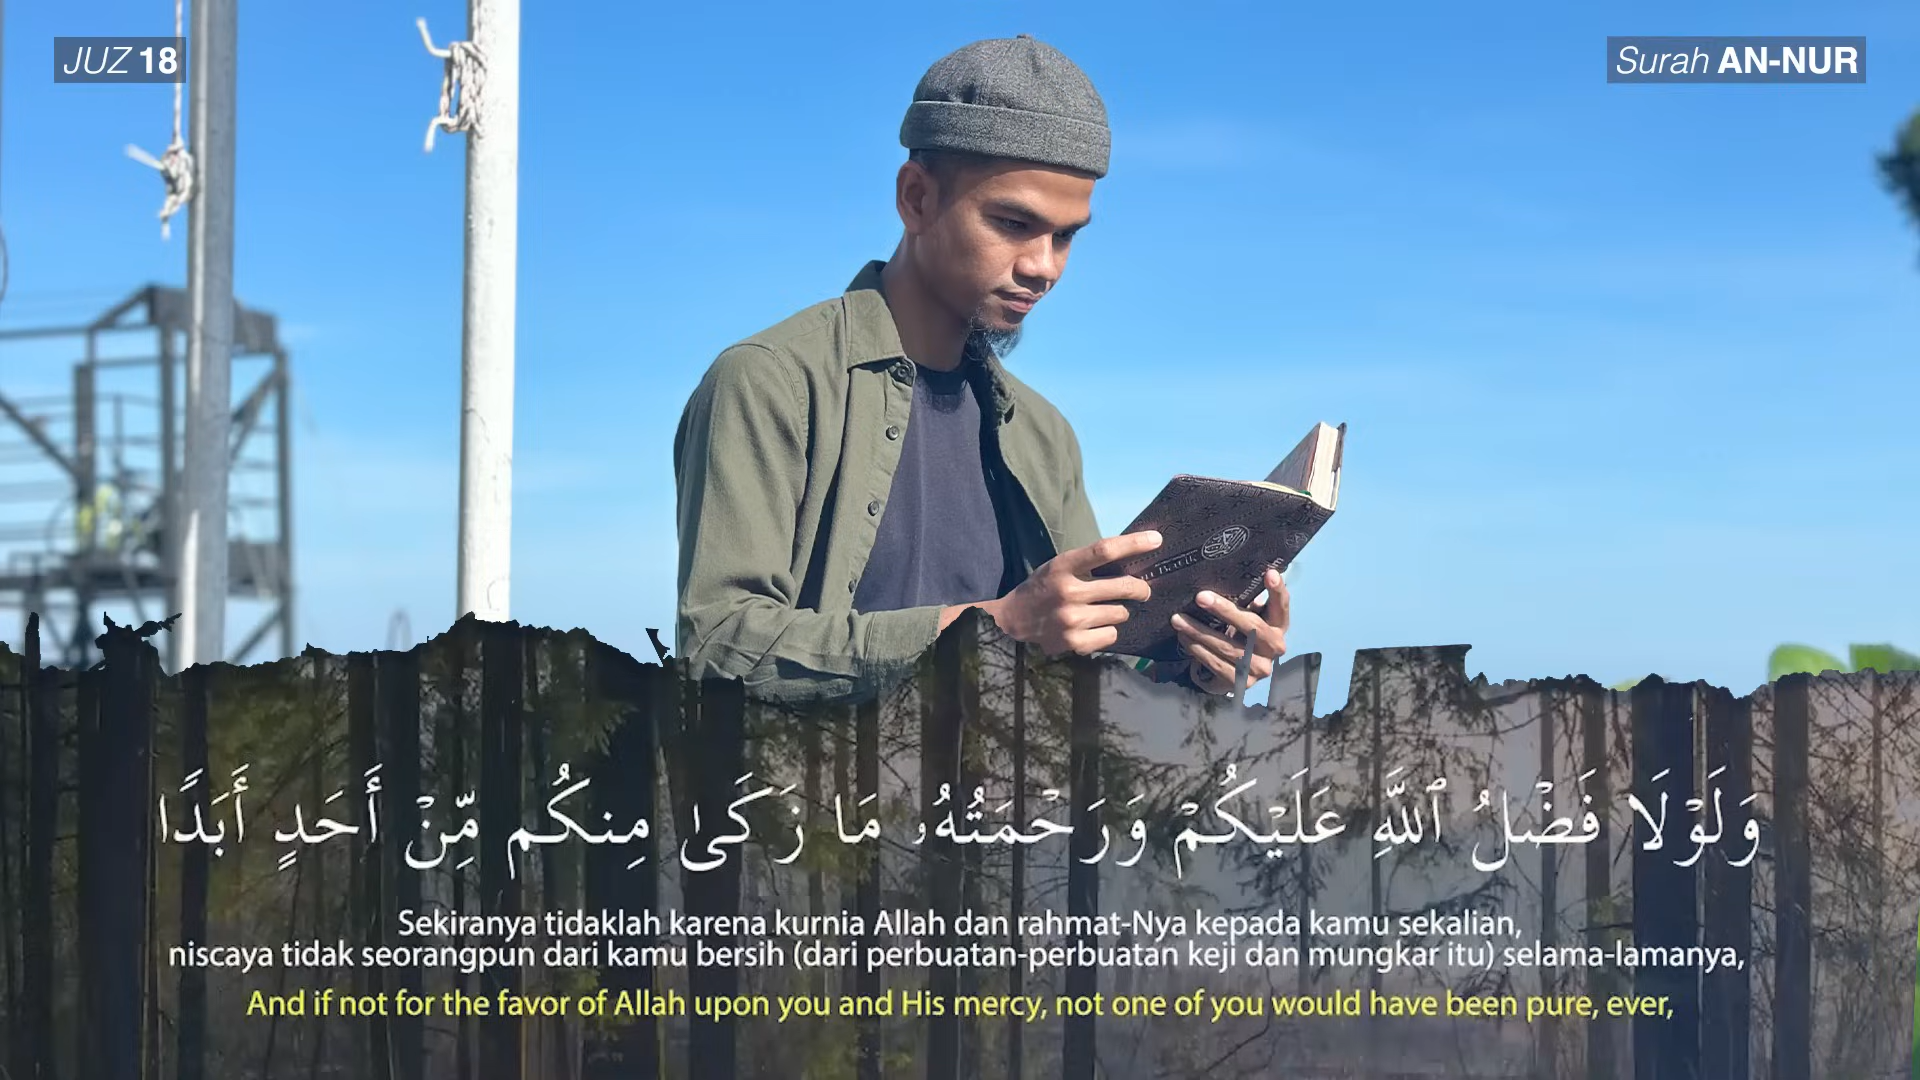 JUZ 18
Surah AN-NUR
وَلَوْلَا فَضْلُ ٱللَّهِ عَلَيْكُمْ وَرَحْمَتُهُۥ مَا زَكَىٰ مِنكُم مِّنْ أَحَدٍ أَبَدًا
Sekiranya tidaklah karena kurnia Allah dan rahmat-Nya kepada kamu sekalian,
niscaya tidak seorangpun dari kamu bersih (dari perbuatan-perbuatan keji dan mungkar itu) selama-lamanya,
And if not for the favor of Allah upon you and His mercy, not one of you would have been pure, ever,